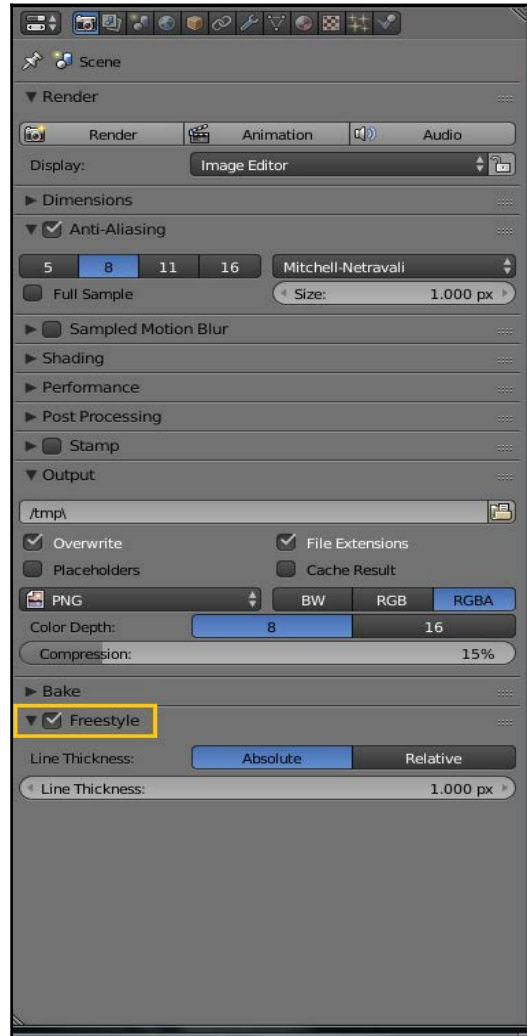 Scene
Render
Render Animation Audio
Display: Image Editor
Dimensions
Anti-Aliasing
5 8 11 16 Mitchell-Netravali
Full Sample Size: 1.000 px
Sampled Motion Blur
Shading
Performance
Post Processing
Stamp
Output
/tmp\
Overwrite File Extensions
Placeholders Cache Result
PNG BW RGB RGBA
Color Depth: 8 16
Compression: 15%
Bake
Freestyle
Line Thickness: Absolute Relative
Line Thickness: 1.000 px